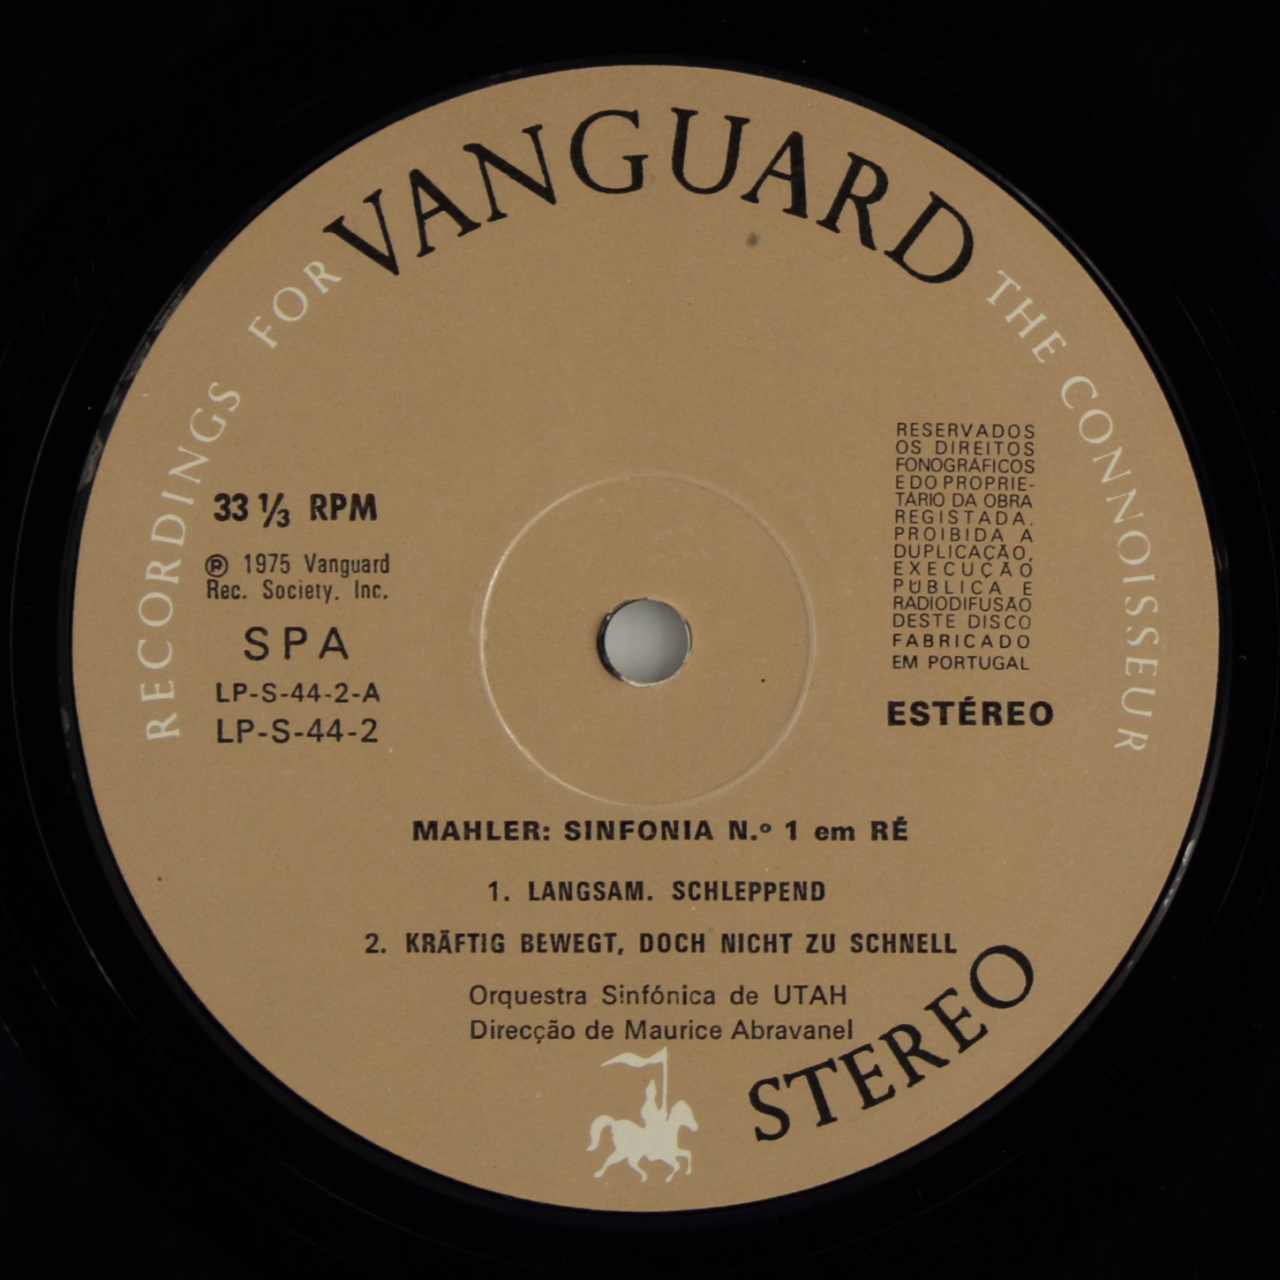 RECORDINGS FOR VANGUARD THE CONNOISSEUR
33 ⅓ RPM
℗ 1975 Vanguard
Rec. Society. Inc.
SPA
LP-S-44-2-A
LP-S-44-2
RESERVADOS
OS DIREITOS
FONOGRÁFICOS
E DO PROPRIE-
TÁRIO DA OBRA
REGISTADA.
PROIBIDA A
DUPLICAÇÃO,
EXECUÇÃO
PÚBLICA E
RADIODIFUSÃO
DESTE DISCO
FABRICADO
EM PORTUGAL
ESTÉREO
MAHLER: SINFONIA N.º 1 em RÉ
1. LANGSAM. SCHLEPPEND
2. KRÄFTIG BEWEGT, DOCH NICHT ZU SCHNELL
Orquestra Sinfónica de UTAH
Direcção de Maurice Abravanel
STEREO